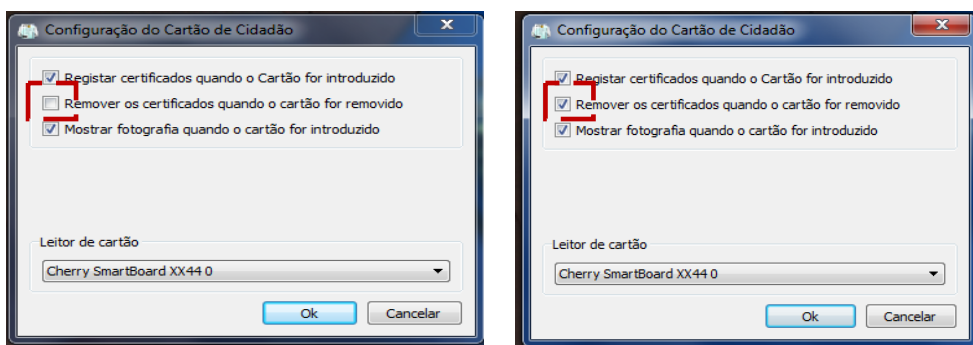 Configuração do Cartão de Cidadão
Registar certificados quando o Cartão for introduzido
Remover os certificados quando o cartão for removido
Mostrar fotografia quando o cartão for introduzido
Leitor de cartão
Cherry SmartBoard XX44 0
Ok Cancelar
Configuração do Cartão de Cidadão
Registar certificados quando o Cartão for introduzido
Remover os certificados quando o cartão for removido
Mostrar fotografia quando o cartão for introduzido
Leitor de cartão
Cherry SmartBoard XX44 0
Ok Cancelar